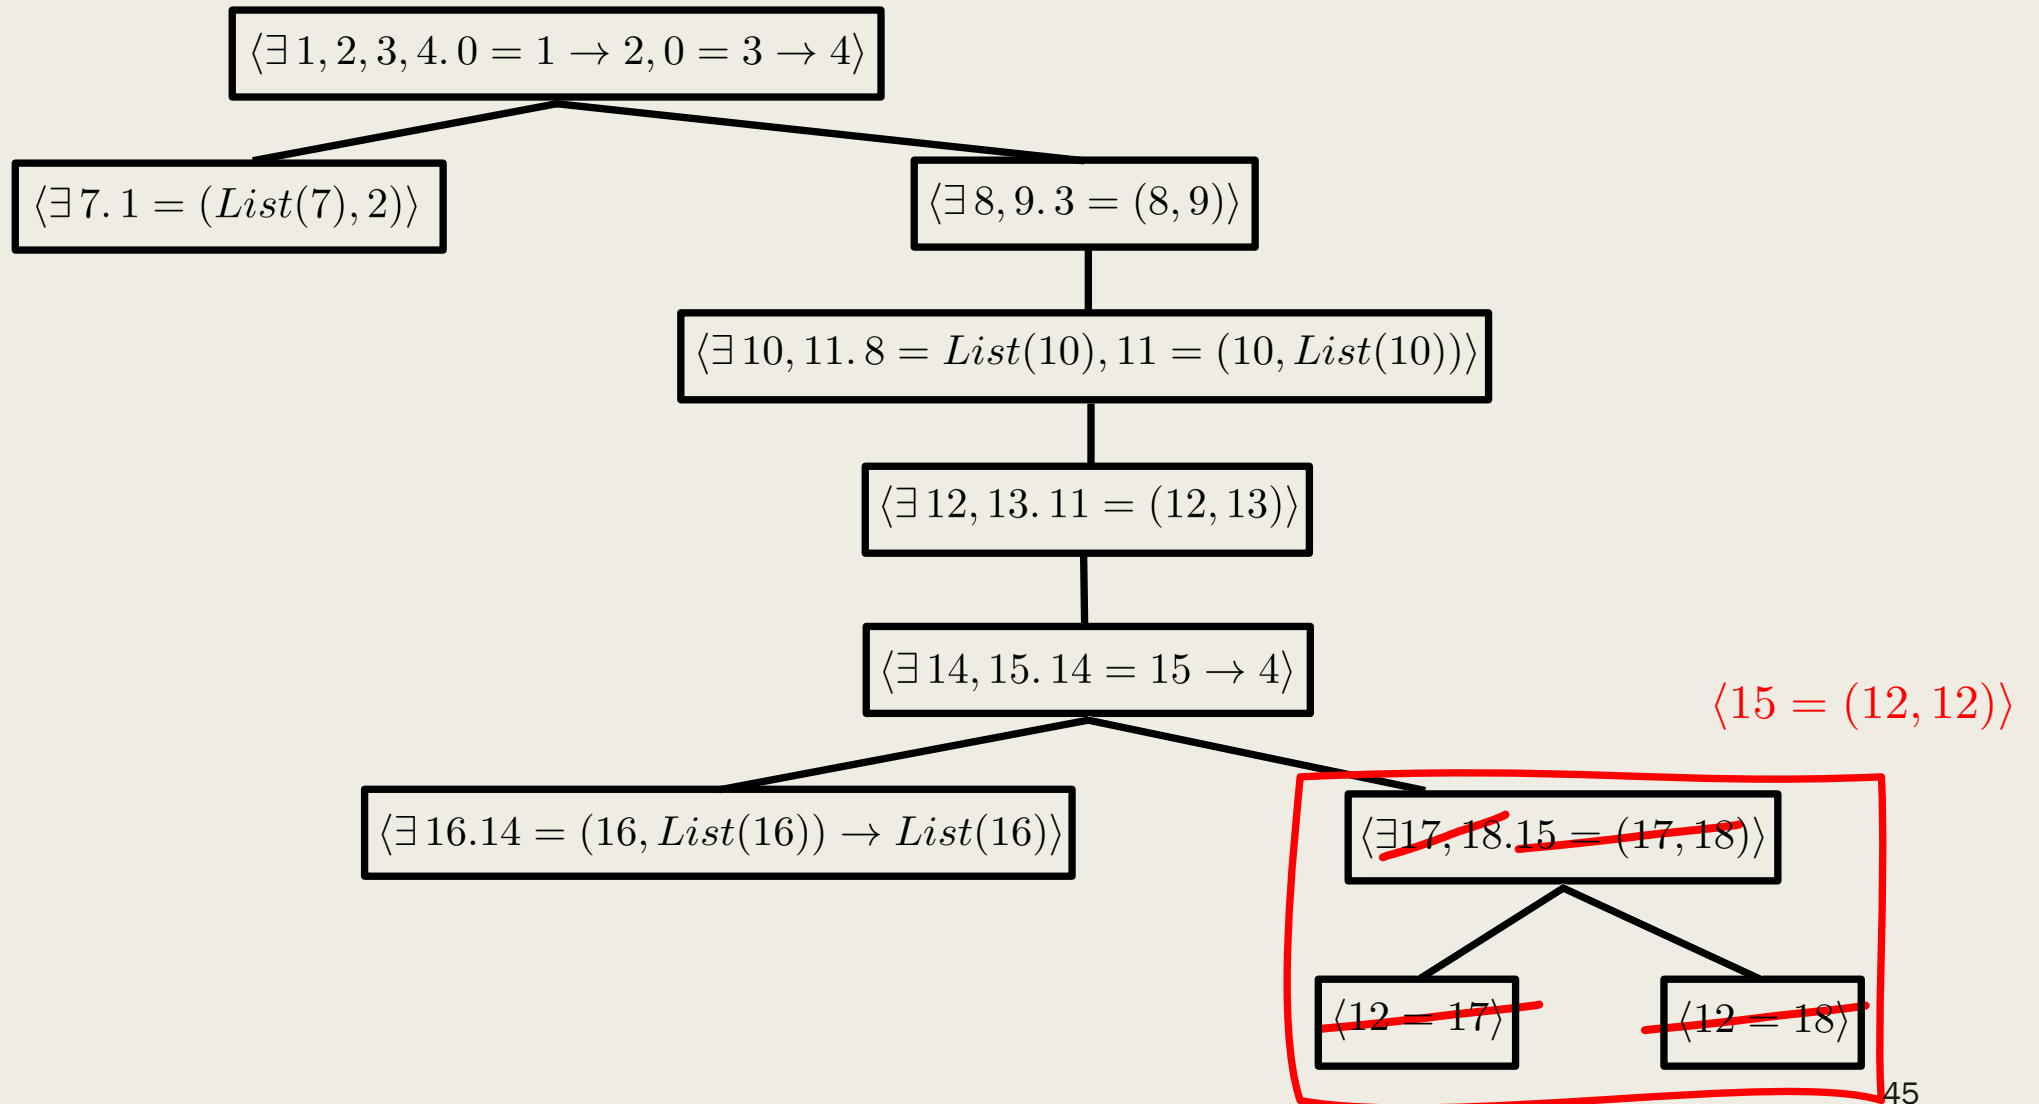 ⟨∃ 1, 2, 3, 4. 0 = 1 → 2, 0 = 3 → 4⟩
⟨∃ 7. 1 = (List(7), 2)⟩
⟨∃ 8, 9. 3 = (8, 9)⟩
⟨∃ 10, 11. 8 = List(10), 11 = (10, List(10))⟩
⟨∃ 12, 13. 11 = (12, 13)⟩
⟨∃ 14, 15. 14 = 15 → 4⟩
⟨15 = (12, 12)⟩
⟨∃ 16.14 = (16, List(16)) → List(16)⟩
⟨∃17, 18.15 = (17, 18)⟩
⟨12 = 17⟩
⟨12 = 18⟩
45